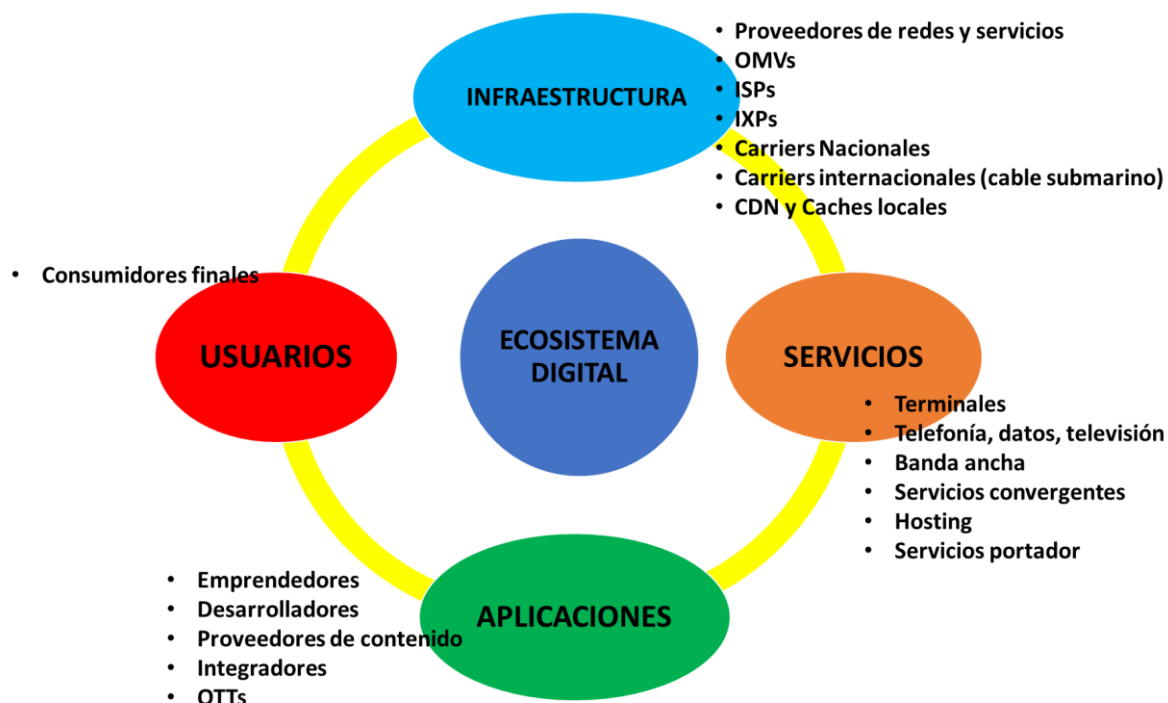 INFRAESTRUCTURA
• Proveedores de redes y servicios
• OMVs
• ISPs
• IXPs
• Carriers Nacionales
• Carriers internacionales (cable submarino)
• CDN y Caches locales
• Consumidores finales
USUARIOS
ECOSISTEMA
DIGITAL
SERVICIOS
• Terminales
• Telefonía, datos, televisión
• Banda ancha
• Servicios convergentes
• Hosting
• Servicios portador
APLICACIONES
• Emprendedores
• Desarrolladores
• Proveedores de contenido
• Integradores
• OTTs